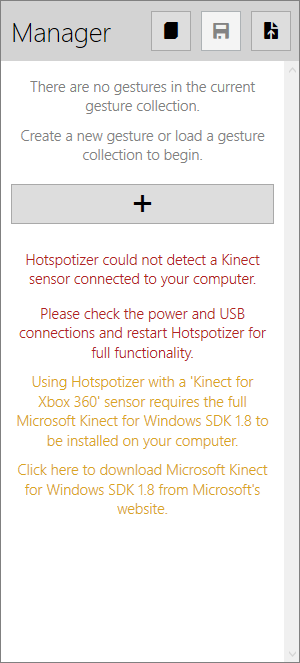 Manager
There are no gestures in the current
gesture collection.
Create a new gesture or load a gesture
collection to begin.
Hotspotizer could not detect a Kinect
sensor connected to your computer.
Please check the power and USB
connections and restart Hotspotizer for
full functionality.
Using Hotspotizer with a 'Kinect for
Xbox 360' sensor requires the full
Microsoft Kinect for Windows SDK 1.8 to
be installed on your computer.
Click here to download Microsoft Kinect
for Windows SDK 1.8 from Microsoft's
website.